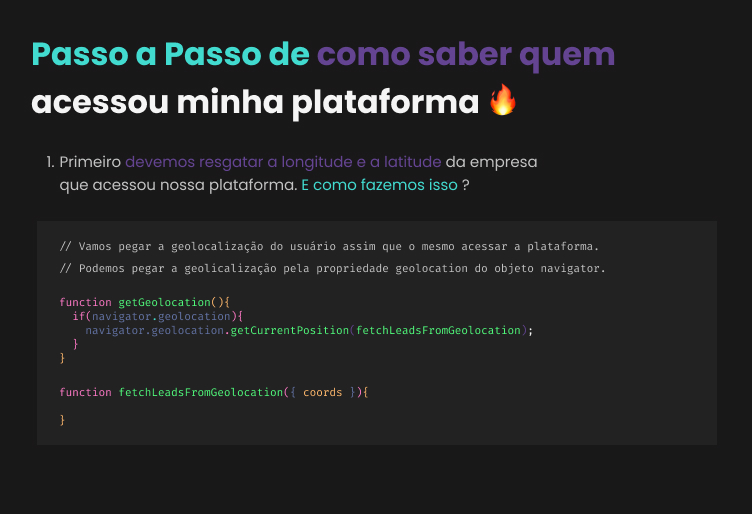 Passo a Passo de como saber quem
acessou minha plataforma 🔥
1. Primeiro devemos resgatar a longitude e a latitude da empresa
que acessou nossa plataforma. E como fazemos isso ?
// Vamos pegar a geolocalização do usuário assim que o mesmo acessar a plataforma.
// Podemos pegar a geolicalização pela propriedade geolocation do objeto navigator.
function getGeolocation(){
  if(navigator.geolocation){
    navigator.geolocation.getCurrentPosition(fetchLeadsFromGeolocation);
  }
}
function fetchLeadsFromGeolocation({ coords }){
}